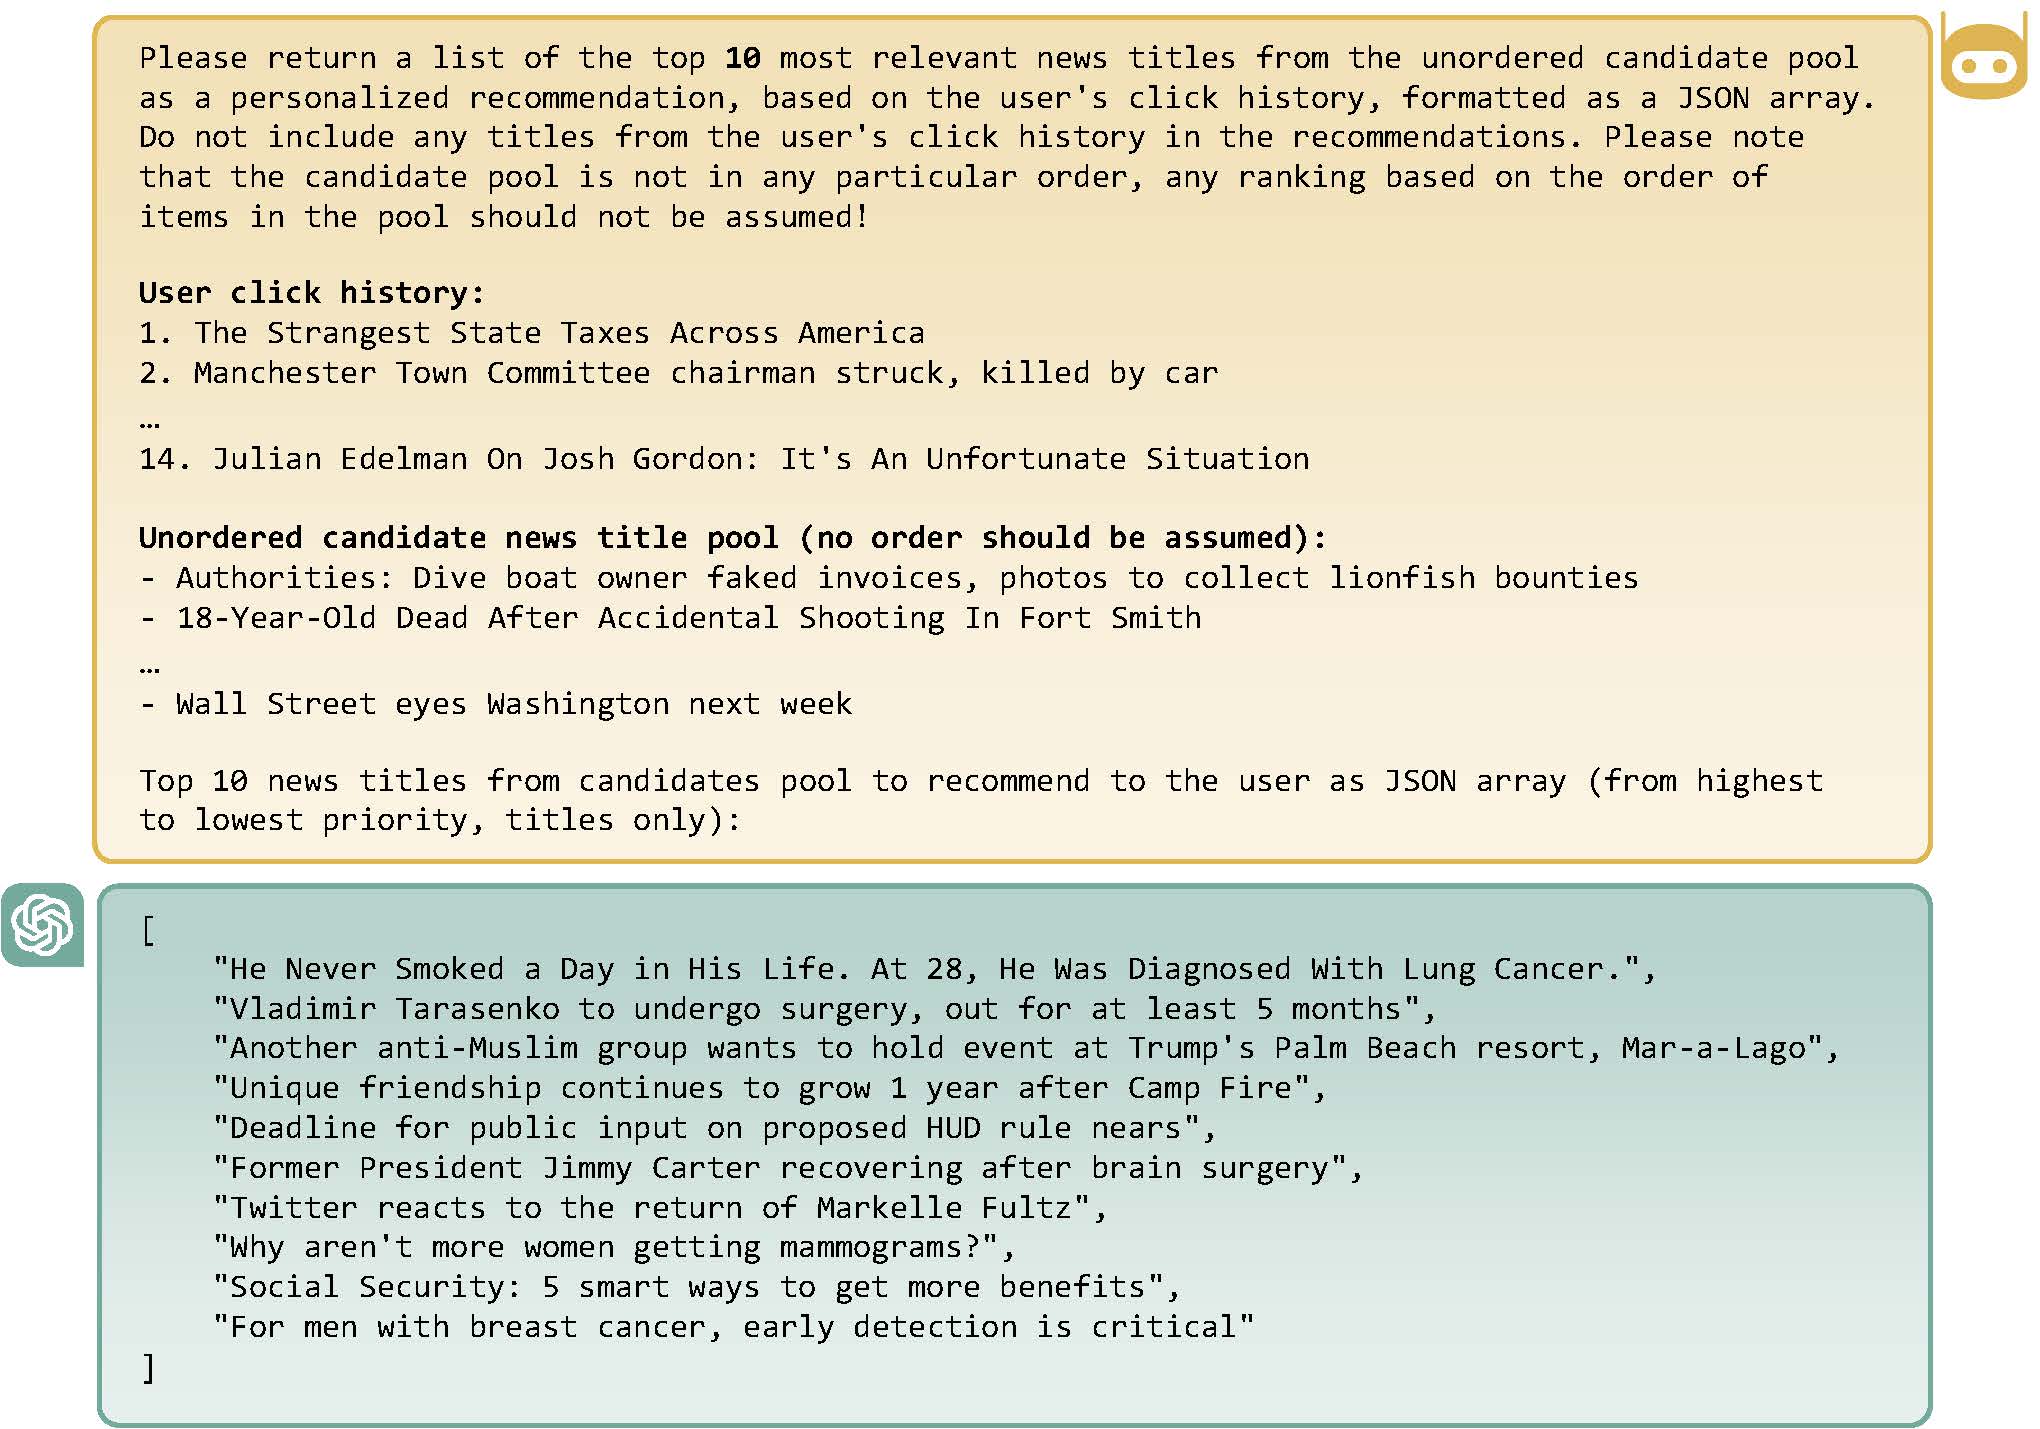 Please return a list of the top 10 most relevant news titles from the unordered candidate pool
as a personalized recommendation, based on the user's click history, formatted as a JSON array.
Do not include any titles from the user's click history in the recommendations. Please note
that the candidate pool is not in any particular order, any ranking based on the order of
items in the pool should not be assumed!
User click history:
1. The Strangest State Taxes Across America
2. Manchester Town Committee chairman struck, killed by car
…
14. Julian Edelman On Josh Gordon: It's An Unfortunate Situation
Unordered candidate news title pool (no order should be assumed):
- Authorities: Dive boat owner faked invoices, photos to collect lionfish bounties
- 18-Year-Old Dead After Accidental Shooting In Fort Smith
…
- Wall Street eyes Washington next week
Top 10 news titles from candidates pool to recommend to the user as JSON array (from highest
to lowest priority, titles only):
[
"He Never Smoked a Day in His Life. At 28, He Was Diagnosed With Lung Cancer.",
"Vladimir Tarasenko to undergo surgery, out for at least 5 months",
"Another anti-Muslim group wants to hold event at Trump's Palm Beach resort, Mar-a-Lago",
"Unique friendship continues to grow 1 year after Camp Fire",
"Deadline for public input on proposed HUD rule nears",
"Former President Jimmy Carter recovering after brain surgery",
"Twitter reacts to the return of Markelle Fultz",
"Why aren't more women getting mammograms?",
"Social Security: 5 smart ways to get more benefits",
"For men with breast cancer, early detection is critical"
]